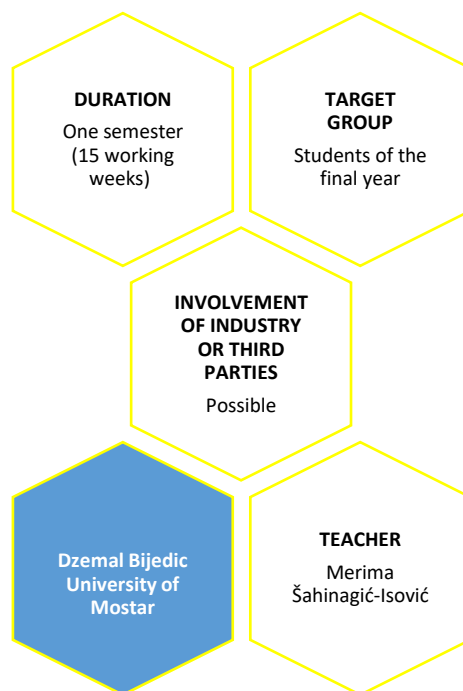 DURATION
One semester
(15 working
weeks)
TARGET
GROUP
Students of the
final year
INVOLVEMENT
OF INDUSTRY
OR THIRD
PARTIES
Possible
Dzemal Bijedic
University of
Mostar
TEACHER
Merima
Šahinagić-Isović